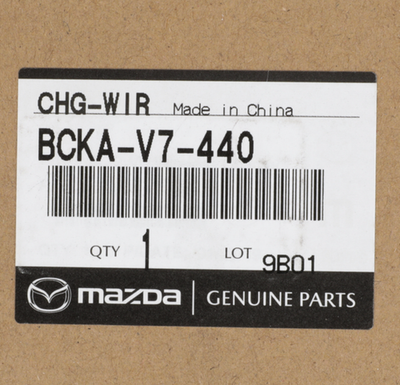 CHG-WIR Made in China
BCKA-V7-440
QTY 1 LOT 9B01
mazda GENUINE PARTS